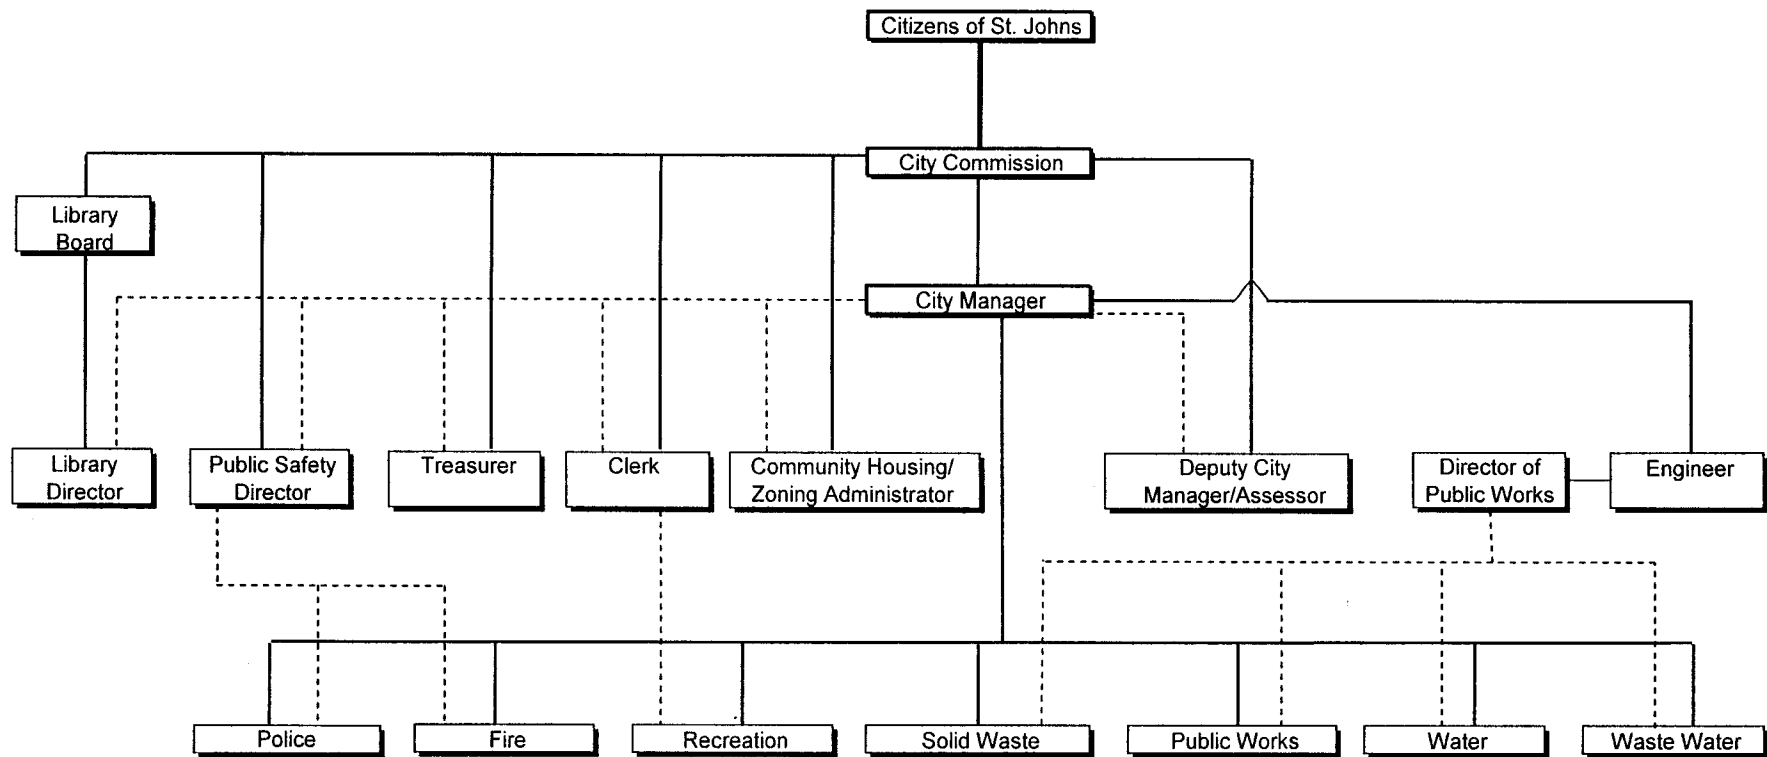 Citizens of St. Johns
City Commission
Library
Board
City Manager
Library
Director
Public Safety
Director
Treasurer
Clerk
Community Housing/
Zoning Administrator
Deputy City
Manager/Assessor
Director of
Public Works
Engineer
Police
Fire
Recreation
Solid Waste
Public Works
Water
Waste Water